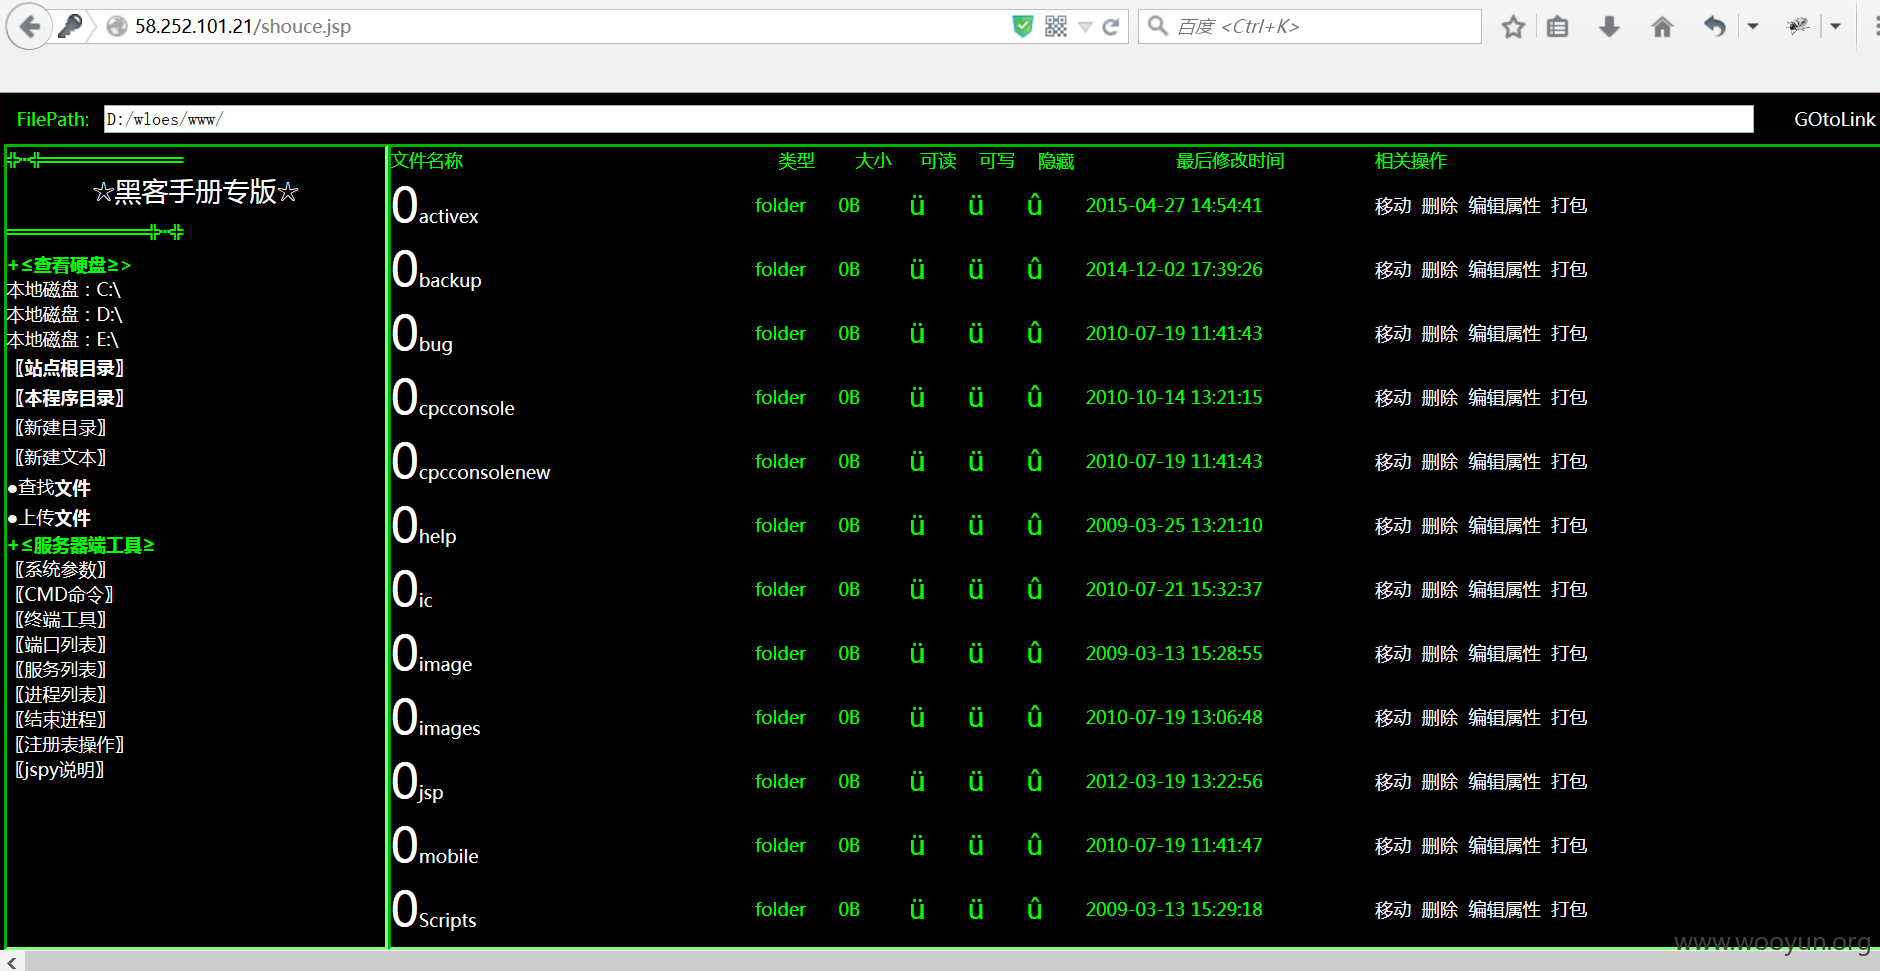 58.252.101.21/shouce.jsp
百度 <Ctrl+K>
FilePath: D:/wloes/www/ GOtoLink
☆黑客手册专版☆
+≤查看硬盘≥>
本地磁盘：C:\
本地磁盘：D:\
本地磁盘：E:\
〖站点根目录〗
〖本程序目录〗
〖新建目录〗
〖新建文本〗
●查找文件
●上传文件
+≤服务器端工具≥
〖系统参数〗
〖CMD命令〗
〖终端工具〗
〖端口列表〗
〖服务列表〗
〖进程列表〗
〖结束进程〗
〖注册表操作〗
〖jspy说明〗
文件名称 类型 大小 可读 可写 隐藏 最后修改时间 相关操作
0activex folder 0B ü ü û 2015-04-27 14:54:41 移动 删除 编辑属性 打包
0backup folder 0B ü ü û 2014-12-02 17:39:26 移动 删除 编辑属性 打包
0bug folder 0B ü ü û 2010-07-19 11:41:43 移动 删除 编辑属性 打包
0cpcconsole folder 0B ü ü û 2010-10-14 13:21:15 移动 删除 编辑属性 打包
0cpcconsolenew folder 0B ü ü û 2010-07-19 11:41:43 移动 删除 编辑属性 打包
0help folder 0B ü ü û 2009-03-25 13:21:10 移动 删除 编辑属性 打包
0ic folder 0B ü ü û 2010-07-21 15:32:37 移动 删除 编辑属性 打包
0image folder 0B ü ü û 2009-03-13 15:28:55 移动 删除 编辑属性 打包
0images folder 0B ü ü û 2010-07-19 13:06:48 移动 删除 编辑属性 打包
0jsp folder 0B ü ü û 2012-03-19 13:22:56 移动 删除 编辑属性 打包
0mobile folder 0B ü ü û 2010-07-19 11:41:47 移动 删除 编辑属性 打包
0Scripts folder 0B ü ü û 2009-03-13 15:29:18 移动 删除 编辑属性 打包
www.wooyun.org